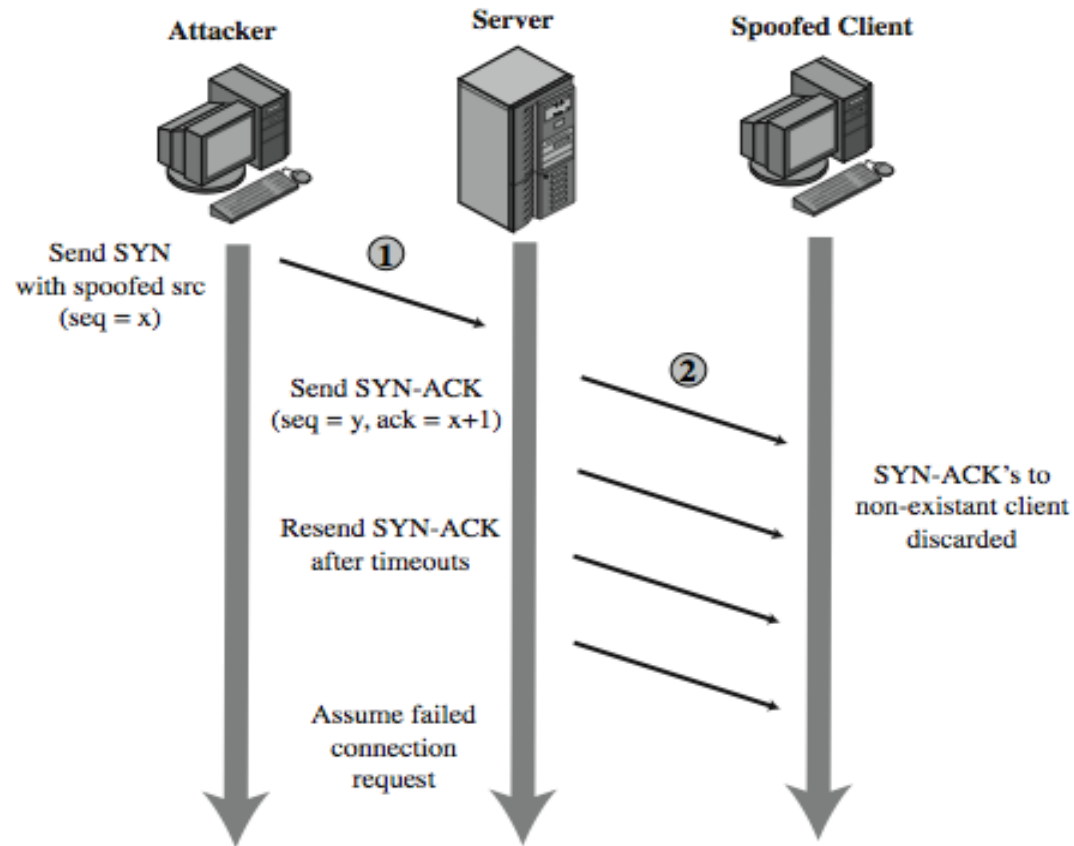 Attacker
Server
Spoofed Client
Send SYN
with spoofed src
(seq = x)
1
Send SYN-ACK
(seq = y, ack = x+1)
2
SYN-ACK's to
non-existant client
discarded
Resend SYN-ACK
after timeouts
Assume failed
connection
request